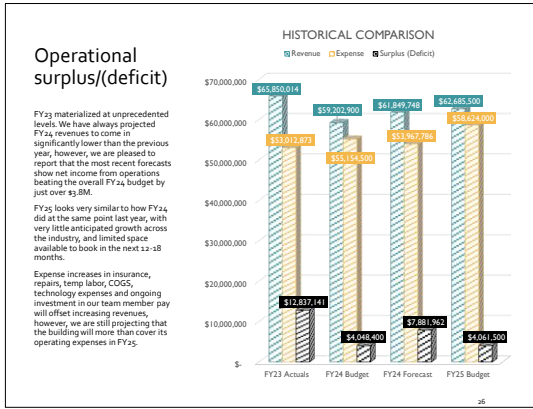 Operational
surplus/(deficit)
FY23 materialized at unprecedented
levels. We have always projected
FY24 revenues to come in
significantly lower than the previous
year, however, we are pleased to
report that the most recent forecasts
show net income from operations
beating the overall FY24 budget by
just over $3.8M.
FY25 looks very similar to how FY24
did at the same point last year, with
very little anticipated growth across
the industry, and limited space
available to book in the next 12-18
months.
Expense increases in insurance,
repairs, temp labor, COGS,
technology expenses and ongoing
investment in our team member pay
will offset increasing revenues,
however, we are still projecting that
the building will more than cover its
operating expenses in FY25.
HISTORICAL COMPARISON
Revenue Expense Surplus (Deficit)
$70,000,000
$60,000,000
$50,000,000
$40,000,000
$30,000,000
$20,000,000
$10,000,000
$-
$65,850,014
$53,012,873
$12,837,141
$59,202,900
$55,154,500
$4,048,400
$61,849,748
$53,967,786
$7,881,962
$62,685,500
$58,624,000
$4,061,500
FY23 Actuals FY24 Budget FY24 Forecast FY25 Budget
26